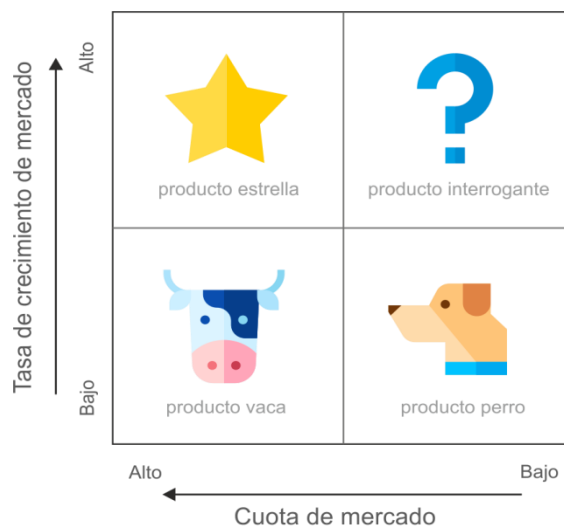 Tasa de crecimiento de mercado
Alto
Bajo
producto estrella
producto interrogante
producto vaca
producto perro
Alto
Bajo
Cuota de mercado